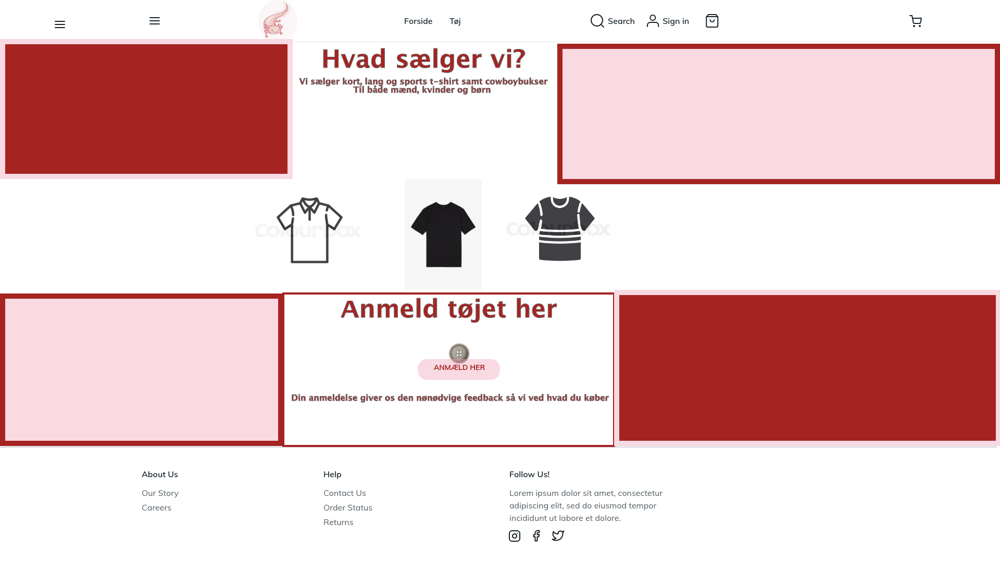 Forside
Tøj
Search
Sign in
Hvad sælger vi?
Vi sælger kort, lang og sports t-shirt samt cowboybukser
Til både mænd, kvinder og børn
Colourbox
Colourbox
Anmeld tøjet her
ANMÆLD HER
Din anmeldelse giver os den nønødvige feedback så vi ved hvad du køber
About Us
Our Story
Careers
Help
Contact Us
Order Status
Returns
Follow Us!
Lorem ipsum dolor sit amet, consectetur
adipiscing elit, sed do eiusmod tempor
incididunt ut labore et dolore.